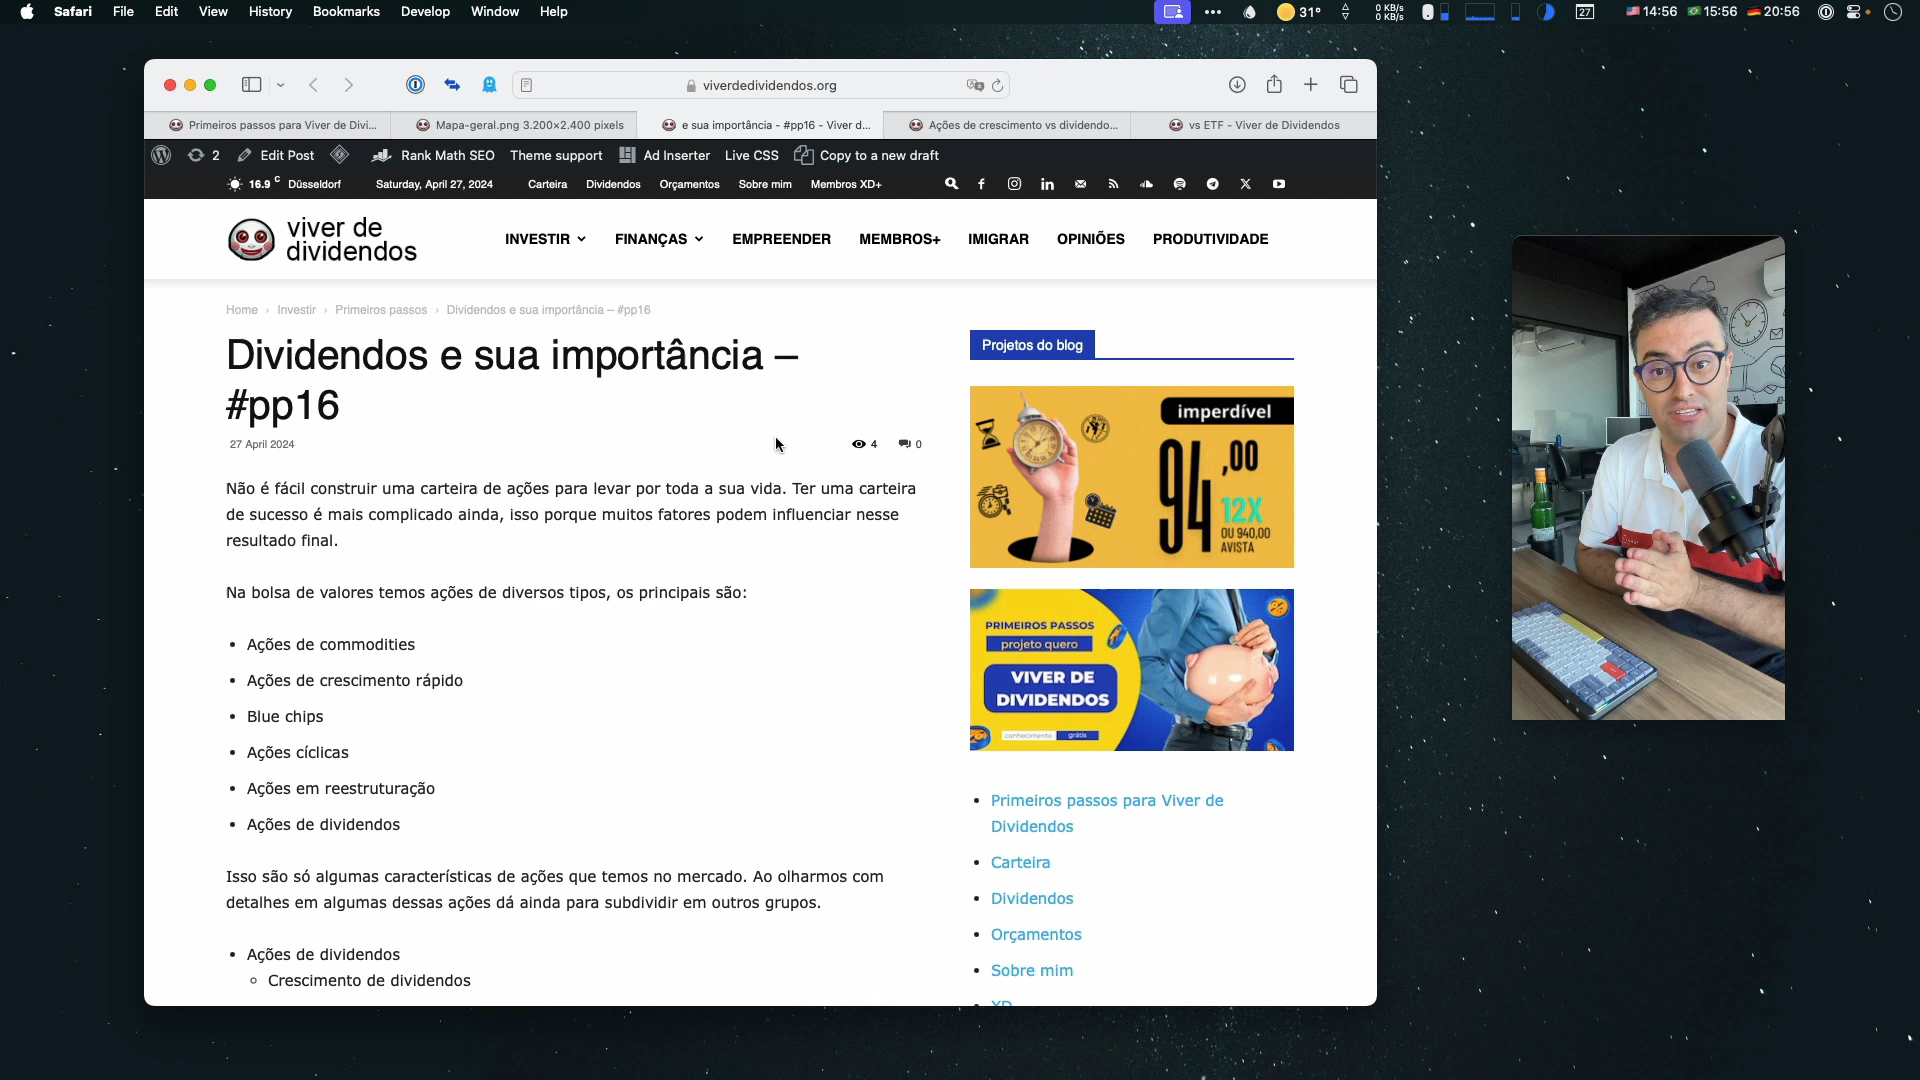 Safari File Edit View History Bookmarks Develop Window Help
31° 0 KB/s 0 KB/s 27 14:56 15:56 20:56
viverdedividendos.org
Primeiros passos para Viver de Divi... Mapa-geral.png 3.200×2.400 pixels e sua importância - #pp16 - Viver d... Ações de crescimento vs dividendo... vs ETF - Viver de Dividendos
2 Edit Post Rank Math SEO Theme support Ad Inserter Live CSS Copy to a new draft
16.9 C Düsseldorf Saturday, April 27, 2024 Carteira Dividendos Orçamentos Sobre mim Membros XD+
viver de
dividendos
INVESTIR FINANÇAS EMPREENDER MEMBROS+ IMIGRAR OPINIÕES PRODUTIVIDADE
Home › Investir › Primeiros passos › Dividendos e sua importância – #pp16
Dividendos e sua importância –
#pp16
27 April 2024 4 0
Não é fácil construir uma carteira de ações para levar por toda a sua vida. Ter uma carteira
de sucesso é mais complicado ainda, isso porque muitos fatores podem influenciar nesse
resultado final.
Na bolsa de valores temos ações de diversos tipos, os principais são:
• Ações de commodities
• Ações de crescimento rápido
• Blue chips
• Ações cíclicas
• Ações em reestruturação
• Ações de dividendos
Isso são só algumas características de ações que temos no mercado. Ao olharmos com
detalhes em algumas dessas ações dá ainda para subdividir em outros grupos.
• Ações de dividendos
◦ Crescimento de dividendos
Projetos do blog
imperdível
94,00
12X
OU 940,00
AVISTA
PRIMEIROS PASSOS
projeto quero
VIVER DE
DIVIDENDOS
conhecimento grátis
• Primeiros passos para Viver de
Dividendos
• Carteira
• Dividendos
• Orçamentos
• Sobre mim
• XD